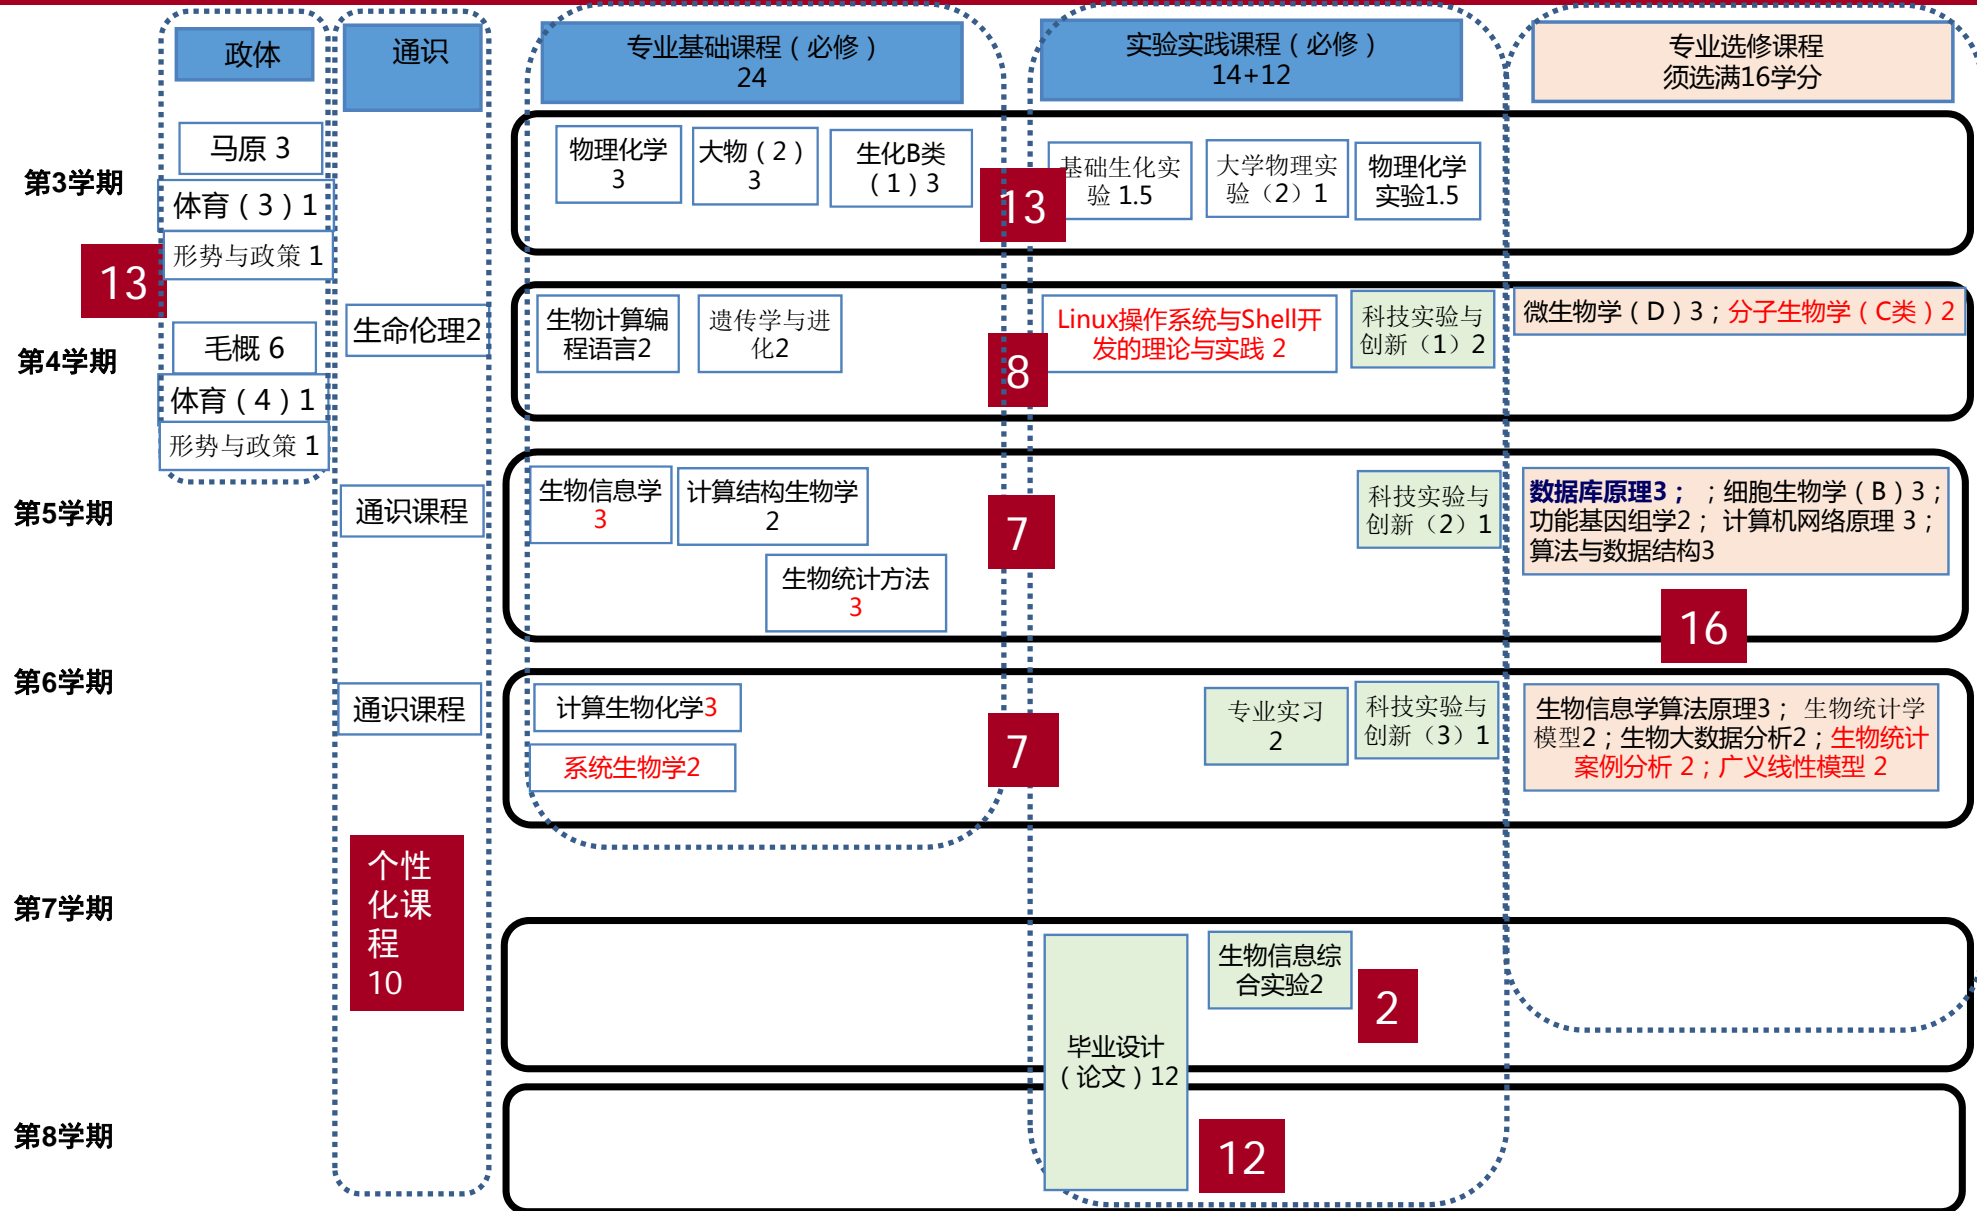 政体
通识
专业基础课程（必修）
24
实验实践课程（必修）
14+12
专业选修课程
须选满16学分
第3学期
马原 3
体育（3）1
形势与政策 1
13
物理化学
3
大物（2）
3
生化B类
（1）3
13
基础生化实
验 1.5
大学物理实
验（2）1
物理化学
实验1.5
第4学期
毛概 6
体育（4）1
形势与政策 1
生命伦理2
生物计算编
程语言2
遗传学与进
化2
8
Linux操作系统与Shell开
发的理论与实践 2
科技实验与
创新（1）2
微生物学（D）3；分子生物学（C类）2
第5学期
通识课程
生物信息学
3
计算结构生物学
2
生物统计方法
3
7
科技实验与
创新（2）1
数据库原理3； ；细胞生物学（B）3；
功能基因组学2； 计算机网络原理 3；
算法与数据结构3
16
第6学期
通识课程
计算生物化学3
系统生物学2
7
专业实习
2
科技实验与
创新（3）1
生物信息学算法原理3； 生物统计学
模型2；生物大数据分析2；生物统计
案例分析 2；广义线性模型 2
个性
化课
程
10
第7学期
毕业设计
（论文）12
生物信息综
合实验2
2
第8学期
12